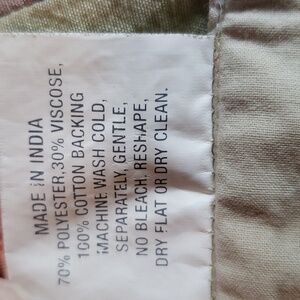 MADE IN INDIA
70% POLYESTER,30% VISCOSE,
100% COTTON BACKING
MACHINE WASH COLD,
SEPARATELY, GENTLE,
NO BLEACH. RESHAPE,
DRY FLAT OR DRY CLEAN.